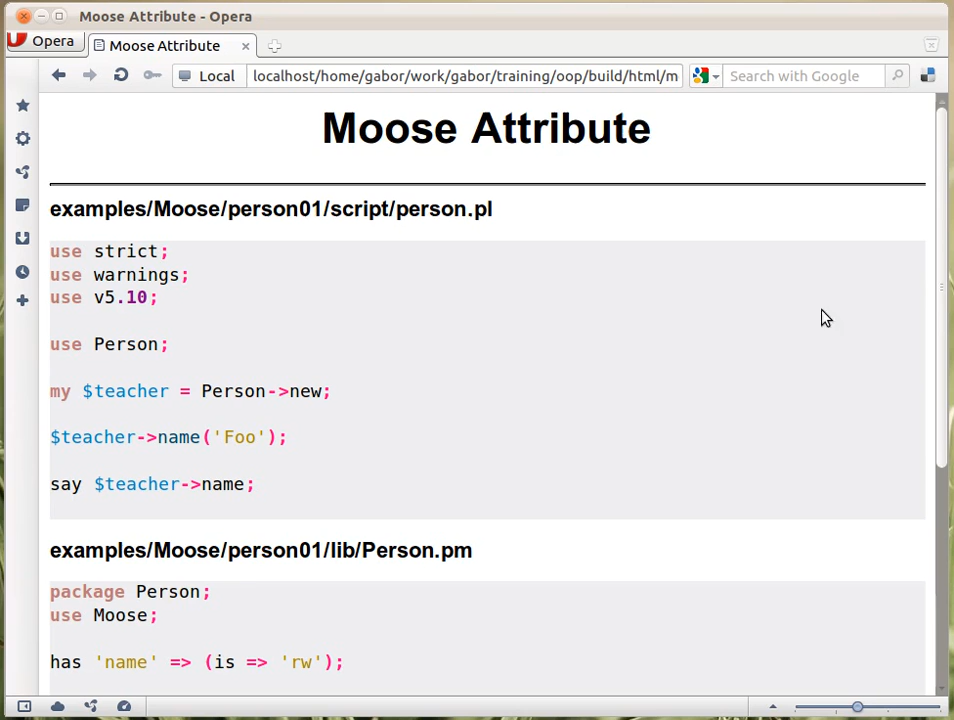 Moose Attribute - Opera
Opera
Moose Attribute
Local
localhost/home/gabor/work/gabor/training/oop/build/html/m
Search with Google
Moose Attribute
examples/Moose/person01/script/person.pl
use strict;
use warnings;
use v5.10;
use Person;
my $teacher = Person->new;
$teacher->name('Foo');
say $teacher->name;
examples/Moose/person01/lib/Person.pm
package Person;
use Moose;
has 'name' => (is => 'rw');